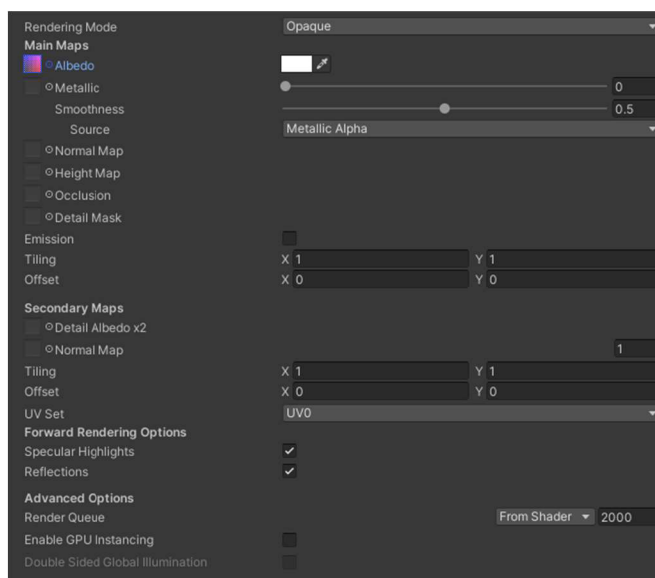 Rendering Mode Opaque
Main Maps
Albedo
Metallic 0
Smoothness 0.5
Source Metallic Alpha
Normal Map
Height Map
Occlusion
Detail Mask
Emission
Tiling X 1 Y 1
Offset X 0 Y 0
Secondary Maps
Detail Albedo x2
Normal Map 1
Tiling X 1 Y 1
Offset X 0 Y 0
UV Set UV0
Forward Rendering Options
Specular Highlights
Reflections
Advanced Options
Render Queue From Shader 2000
Enable GPU Instancing
Double Sided Global Illumination